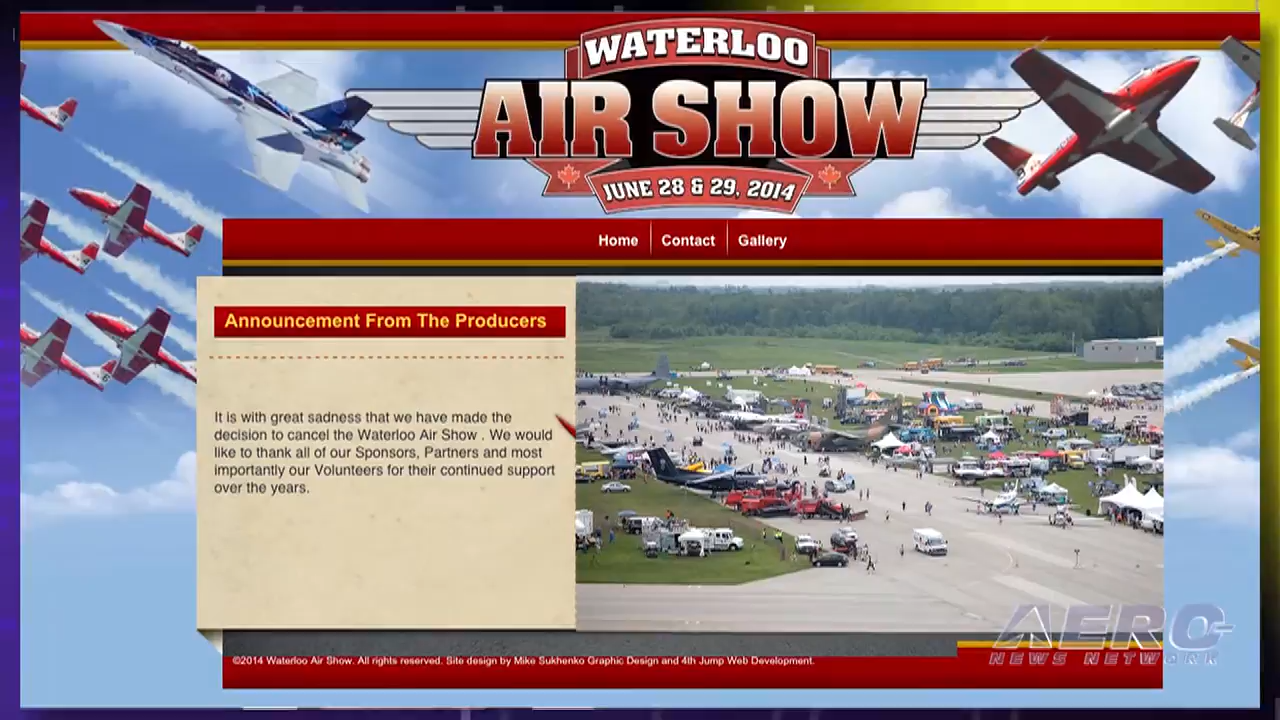 WATERLOO
AIR SHOW
JUNE 28 & 29, 2014
Home
Contact
Gallery
Announcement From The Producers
It is with great sadness that we have made the
decision to cancel the Waterloo Air Show . We would
like to thank all of our Sponsors, Partners and most
importantly our Volunteers for their continued support
over the years.
©2014 Waterloo Air Show. All rights reserved. Site design by Mike Sukhenko Graphic Design and 4th Jump Web Development.
AERO
NEWS NETWORK